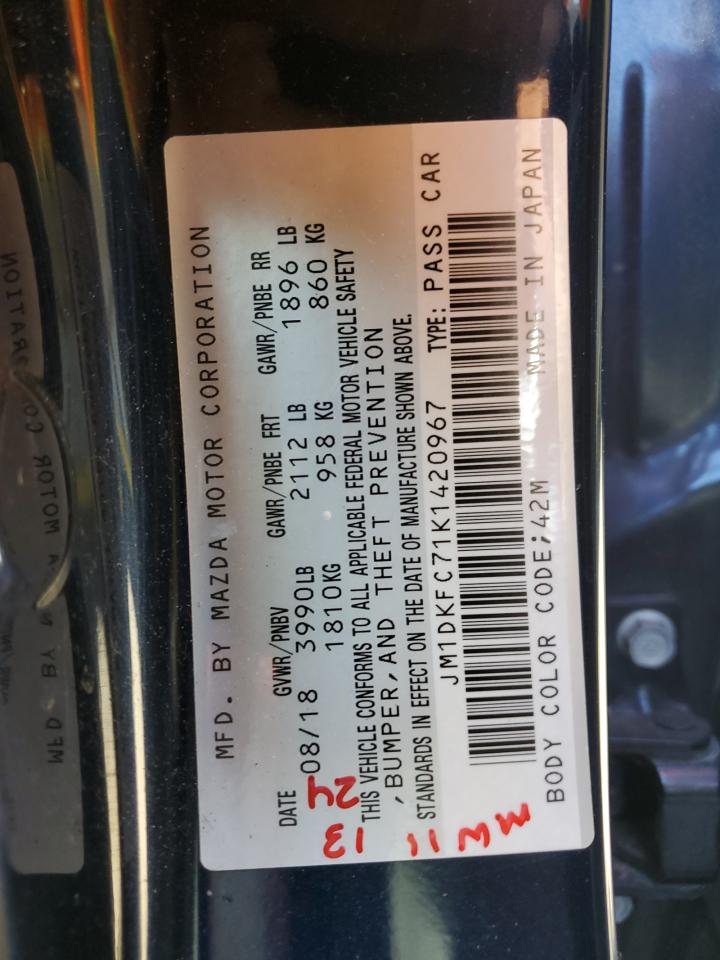 MFD. BY MAZDA MOTOR CORPORATION
DATE GVWR/PNBV GAWR/PNBE FRT GAWR/PNBE RR
08/18 3990LB 2112 LB 1896 LB
1810KG 958 KG 860 KG
THIS VEHICLE CONFORMS TO ALL APPLICABLE FEDERAL MOTOR VEHICLE SAFETY
,BUMPER,AND THEFT PREVENTION
STANDARDS IN EFFECT ON THE DATE OF MANUFACTURE SHOWN ABOVE.
JM1DKFC71K1420967 TYPE: PASS CAR
BODY COLOR CODE;42M MADE IN JAPAN
24
13